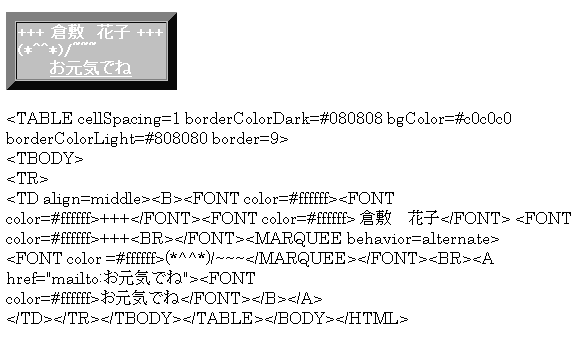 +++ 倉敷　花子 +++
(*^^*)/~~~
お元気でね
<TABLE cellSpacing=1 borderColorDark=#080808 bgColor=#c0c0c0
borderColorLight=#808080 border=9>
<TBODY>
<TR>
<TD align=middle><B><FONT color=#ffffff><FONT
color=#ffffff>+++</FONT><FONT color=#ffffff> 倉敷　花子</FONT> <FONT
color=#ffffff>+++<BR></FONT><MARQUEE behavior=alternate>
<FONT color =#ffffff>(*^^*)/~~~</MARQUEE></FONT><BR><A
href="mailto:お元気でね"><FONT
color=#ffffff>お元気でね</FONT></B></A>
</TD></TR></TBODY></TABLE></BODY></HTML>